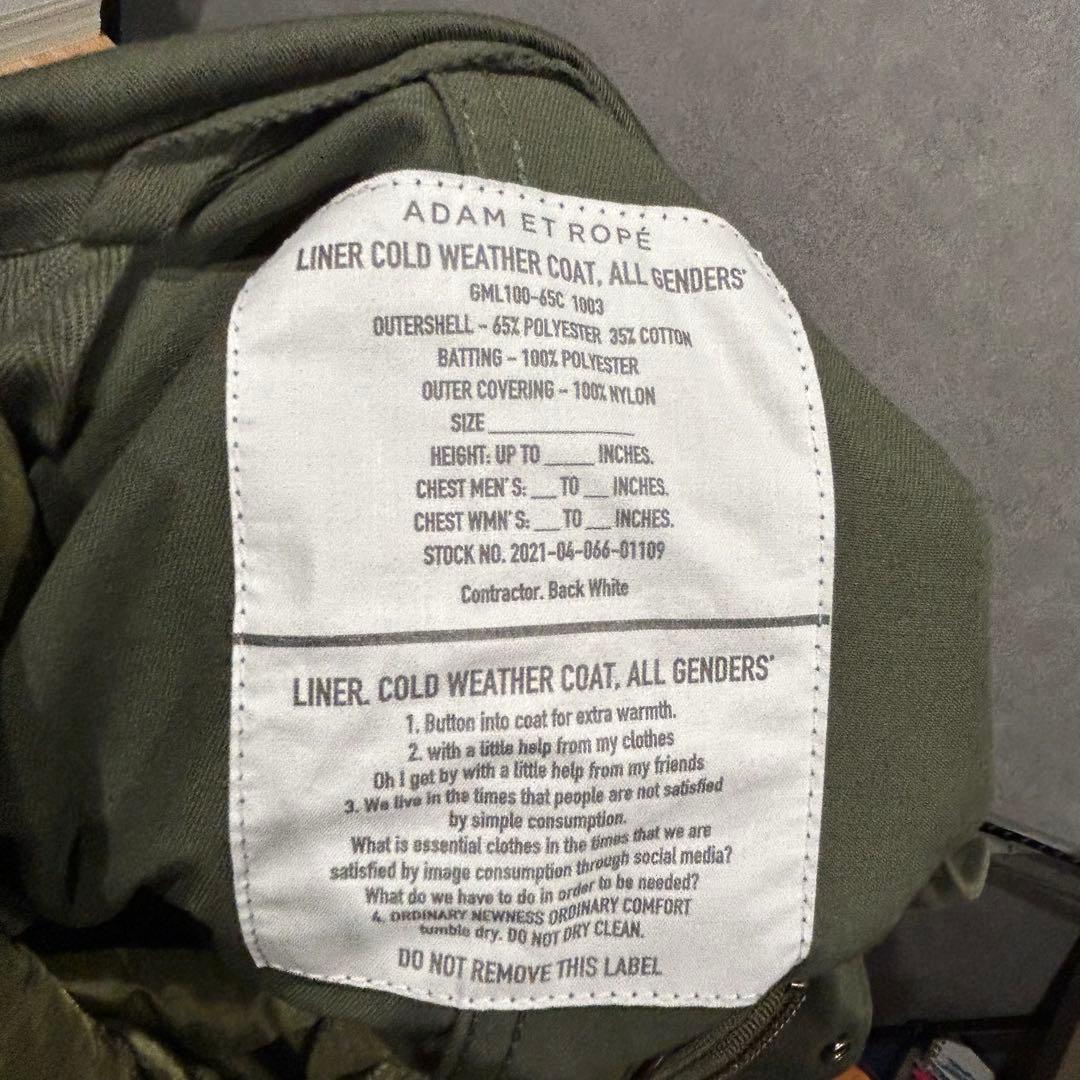 ADAM ET ROPÉ
LINER COLD WEATHER COAT, ALL GENDERS'
GML100-65C 1003
OUTERSHELL - 65% POLYESTER 35% COTTON
BATTING - 100% POLYESTER
OUTER COVERING - 100% NYLON
SIZE ______________
HEIGHT: UP TO _____ INCHES.
CHEST MEN'S: __ TO __ INCHES.
CHEST WMN'S: __ TO __ INCHES.
STOCK NO. 2021-04-066-01109
Contractor. Back White
LINER. COLD WEATHER COAT, ALL GENDERS'
1. Button into coat for extra warmth.
2. with a little help from my clothes
Oh I get by with a little help from my friends
3. We live in the times that people are not satisfied
by simple consumption.
What is essential clothes in the times that we are
satisfied by image consumption through social media?
What do we have to do in order to be needed?
4. ORDINARY NEWNESS ORDINARY COMFORT
tumble dry. DO NOT DRY CLEAN.
DO NOT REMOVE THIS LABEL